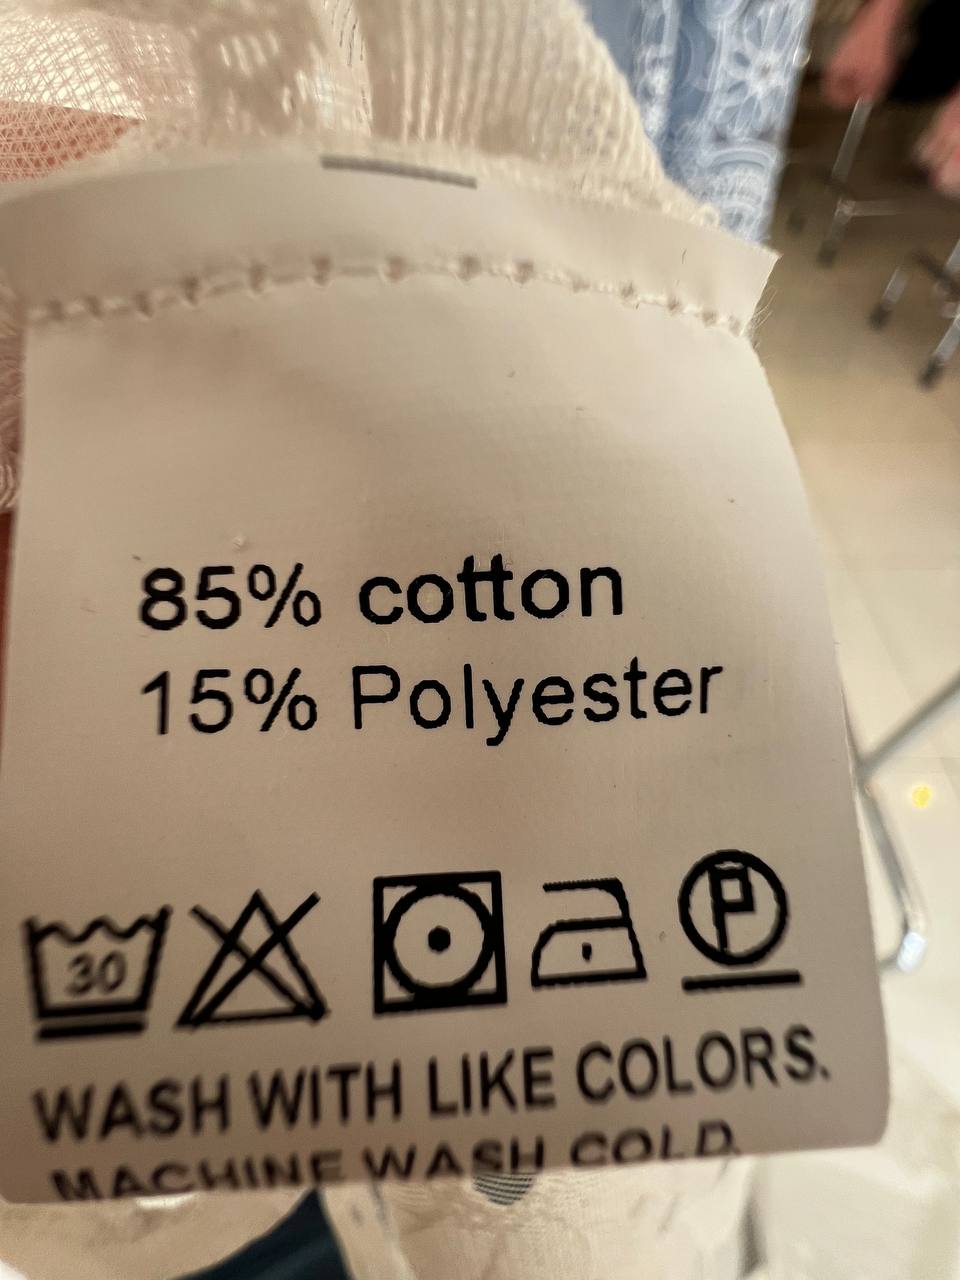 85% cotton
15% Polyester
30
P
WASH WITH LIKE COLORS.
MACHINE WASH COLD.